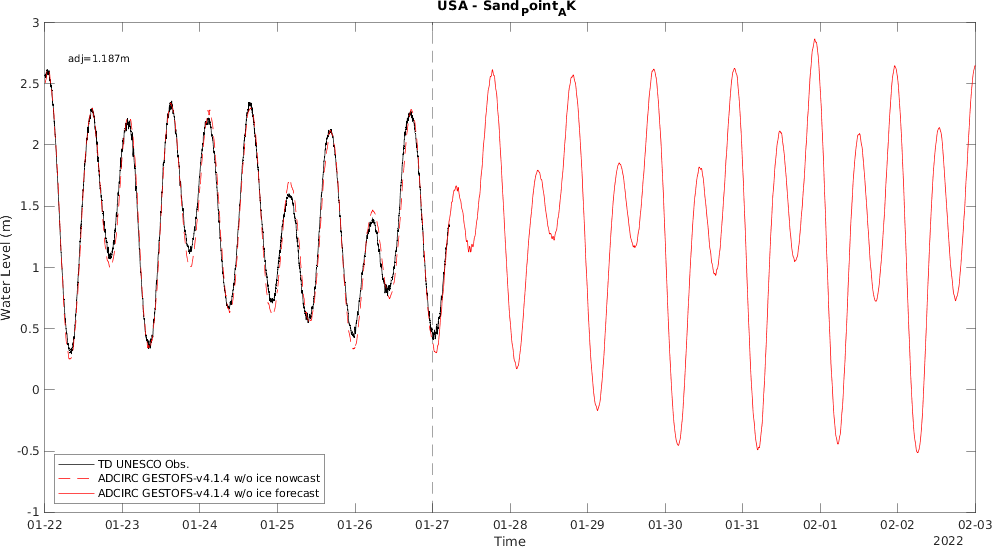 USA - SandPointAK
adj=1.187m
3
2.5
2
1.5
1
0.5
0
-0.5
-1
Water Level (m)
TD UNESCO Obs.
ADCIRC GESTOFS-v4.1.4 w/o ice nowcast
ADCIRC GESTOFS-v4.1.4 w/o ice forecast
01-22 01-23 01-24 01-25 01-26 01-27 01-28 01-29 01-30 01-31 02-01 02-02 02-03
Time
2022